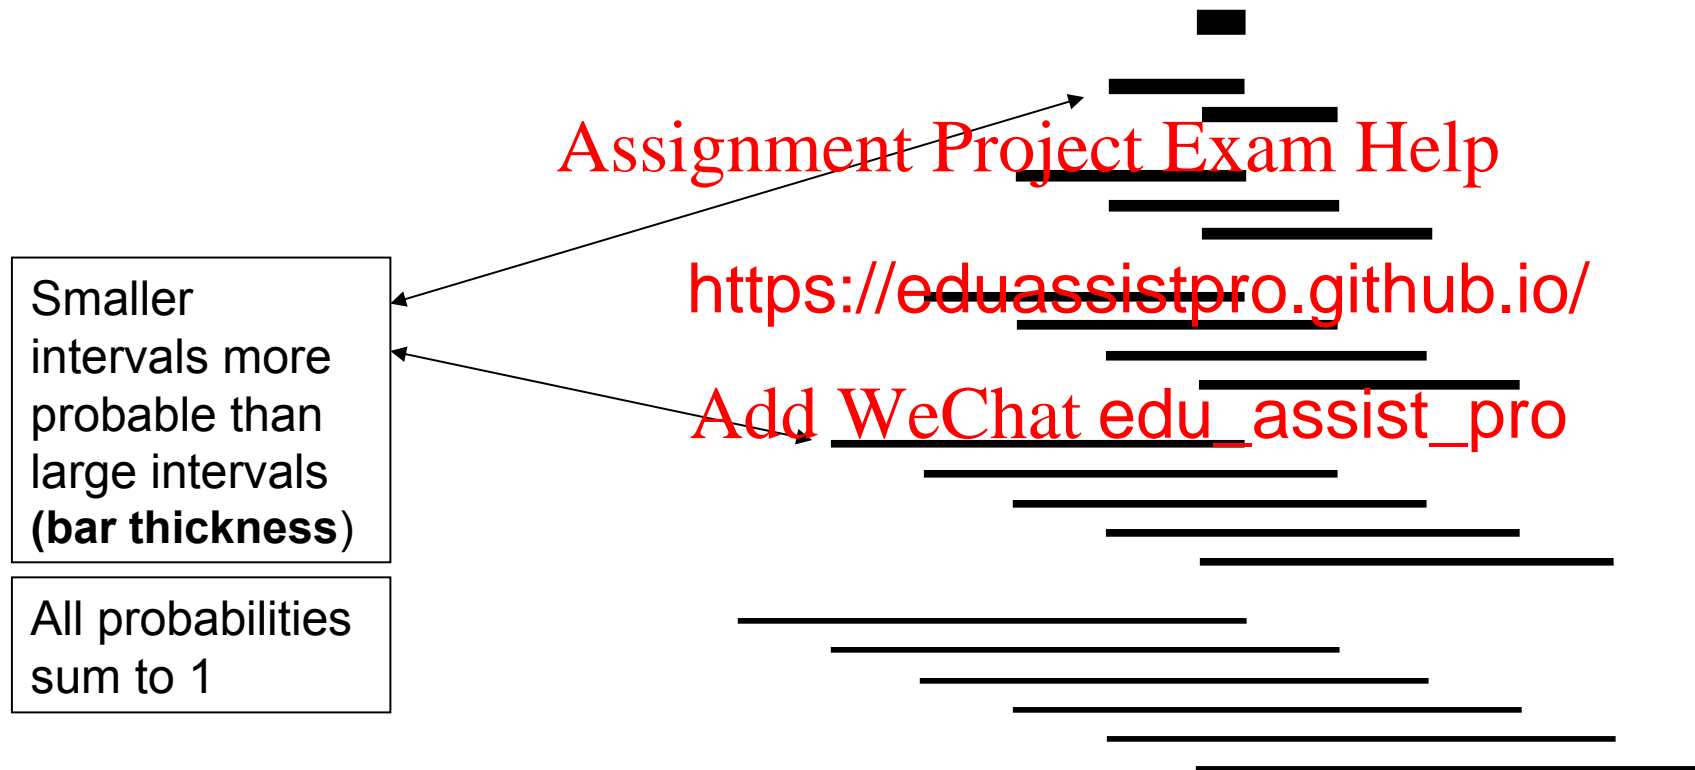 Assignment Project Exam Help
https://eduassistpro.github.io/
Add WeChat edu_assist_pro
Smaller
intervals more
probable than
large intervals
(bar thickness)
All probabilities
sum to 1